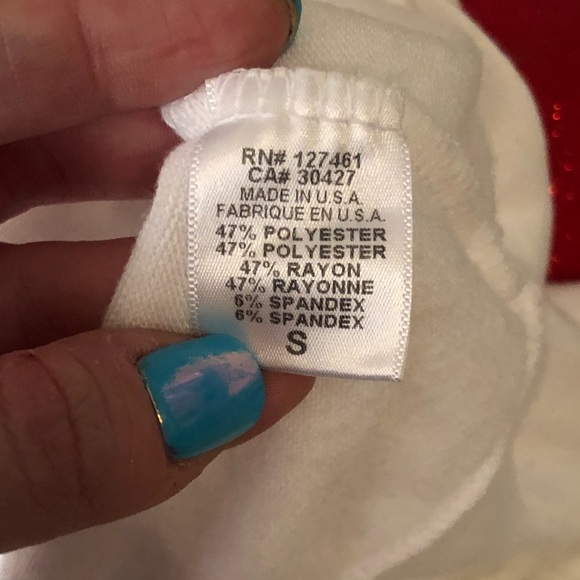 RN# 127461
CA# 30427
MADE IN U.S.A.
FABRIQUE EN U.S.A.
47% POLYESTER
47% POLYESTER
47% RAYON
47% RAYONNE
6% SPANDEX
6% SPANDEX
S